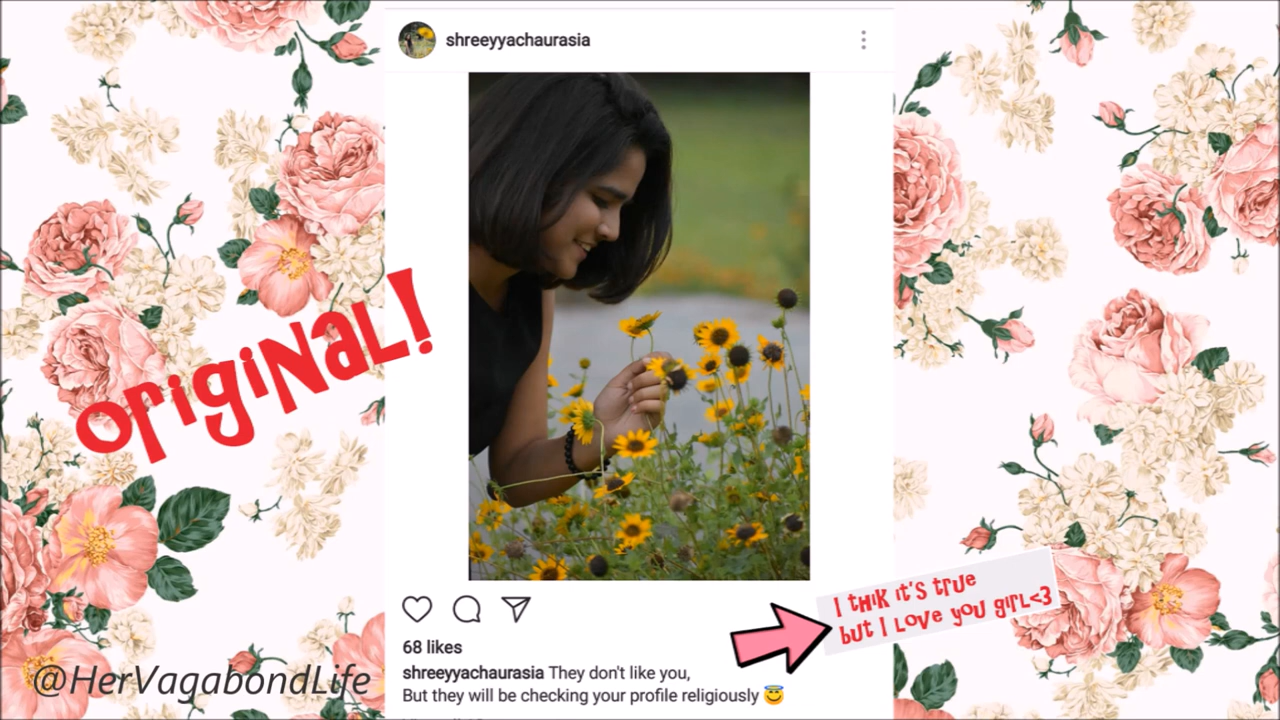 shreeyyachaurasia
ORIGINAL!
68 likes
shreeyyachaurasia They don't like you,
But they will be checking your profile religiously 😇
I THIK IT'S TRUE
but I LOVE YOU GIRL<3
@HerVagabondLife